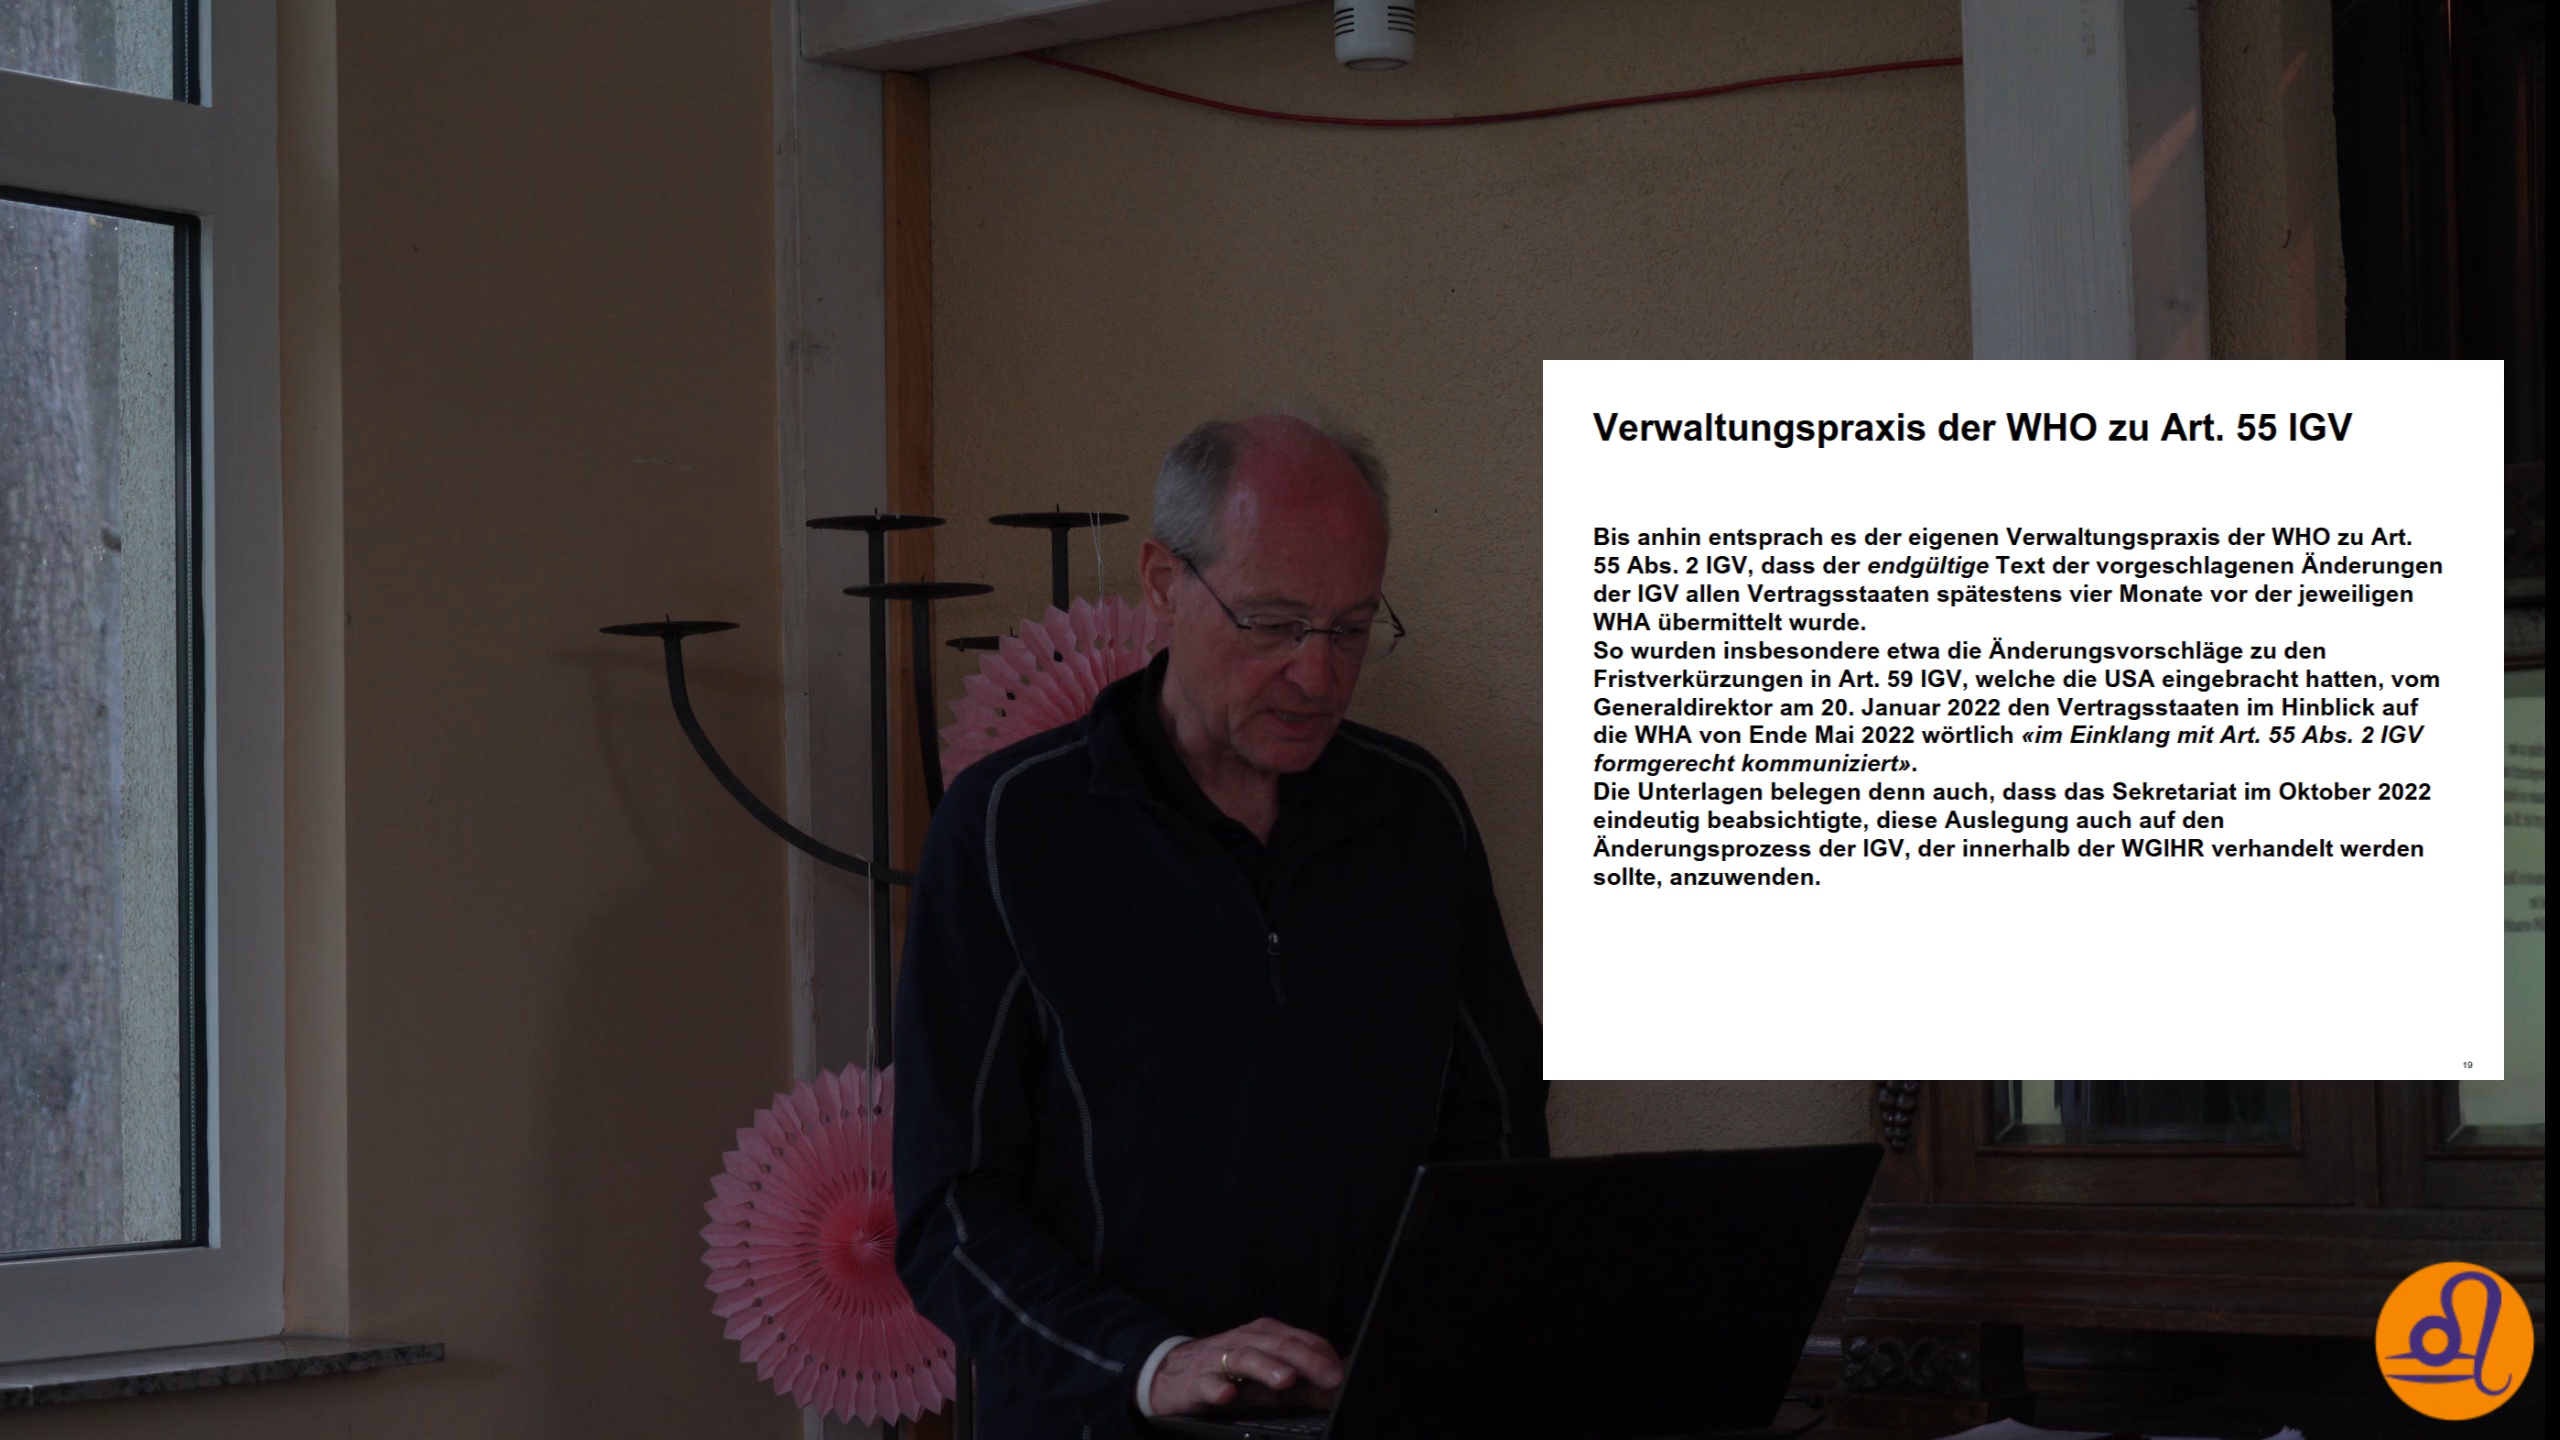 Verwaltungspraxis der WHO zu Art. 55 IGV
Bis anhin entsprach es der eigenen Verwaltungspraxis der WHO zu Art.
55 Abs. 2 IGV, dass der endgültige Text der vorgeschlagenen Änderungen
der IGV allen Vertragsstaaten spätestens vier Monate vor der jeweiligen
WHA übermittelt wurde.
So wurden insbesondere etwa die Änderungsvorschläge zu den
Fristverkürzungen in Art. 59 IGV, welche die USA eingebracht hatten, vom
Generaldirektor am 20. Januar 2022 den Vertragsstaaten im Hinblick auf
die WHA von Ende Mai 2022 wörtlich «im Einklang mit Art. 55 Abs. 2 IGV
formgerecht kommuniziert».
Die Unterlagen belegen denn auch, dass das Sekretariat im Oktober 2022
eindeutig beabsichtigte, diese Auslegung auch auf den
Änderungsprozess der IGV, der innerhalb der WGIHR verhandelt werden
sollte, anzuwenden.
19